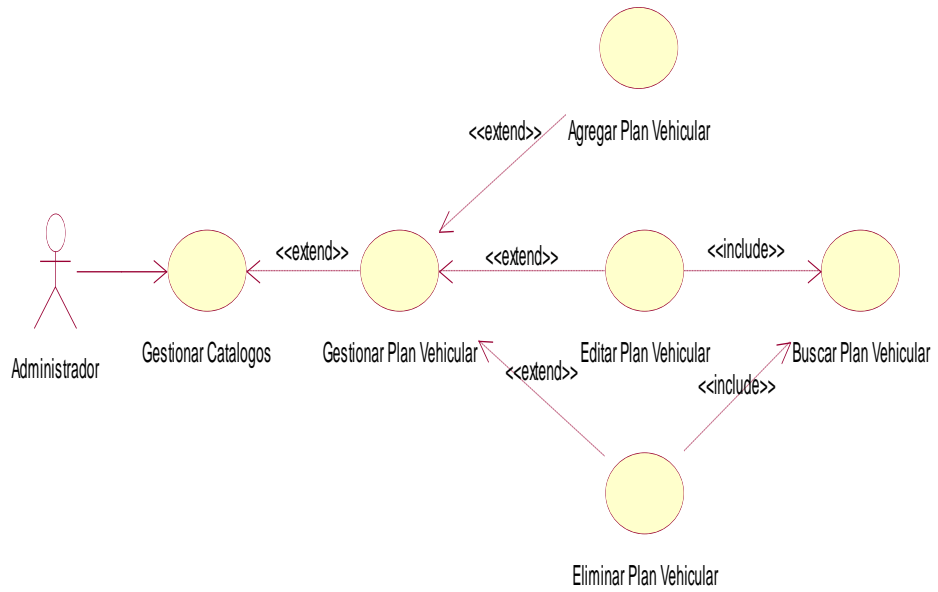 <<extend>>
Agregar Plan Vehicular
<<extend>>
<<extend>>
<<include>>
Administrador
Gestionar Catalogos
Gestionar Plan Vehicular
Editar Plan Vehicular
Buscar Plan Vehicular
<<extend>>
<<include>>
Eliminar Plan Vehicular